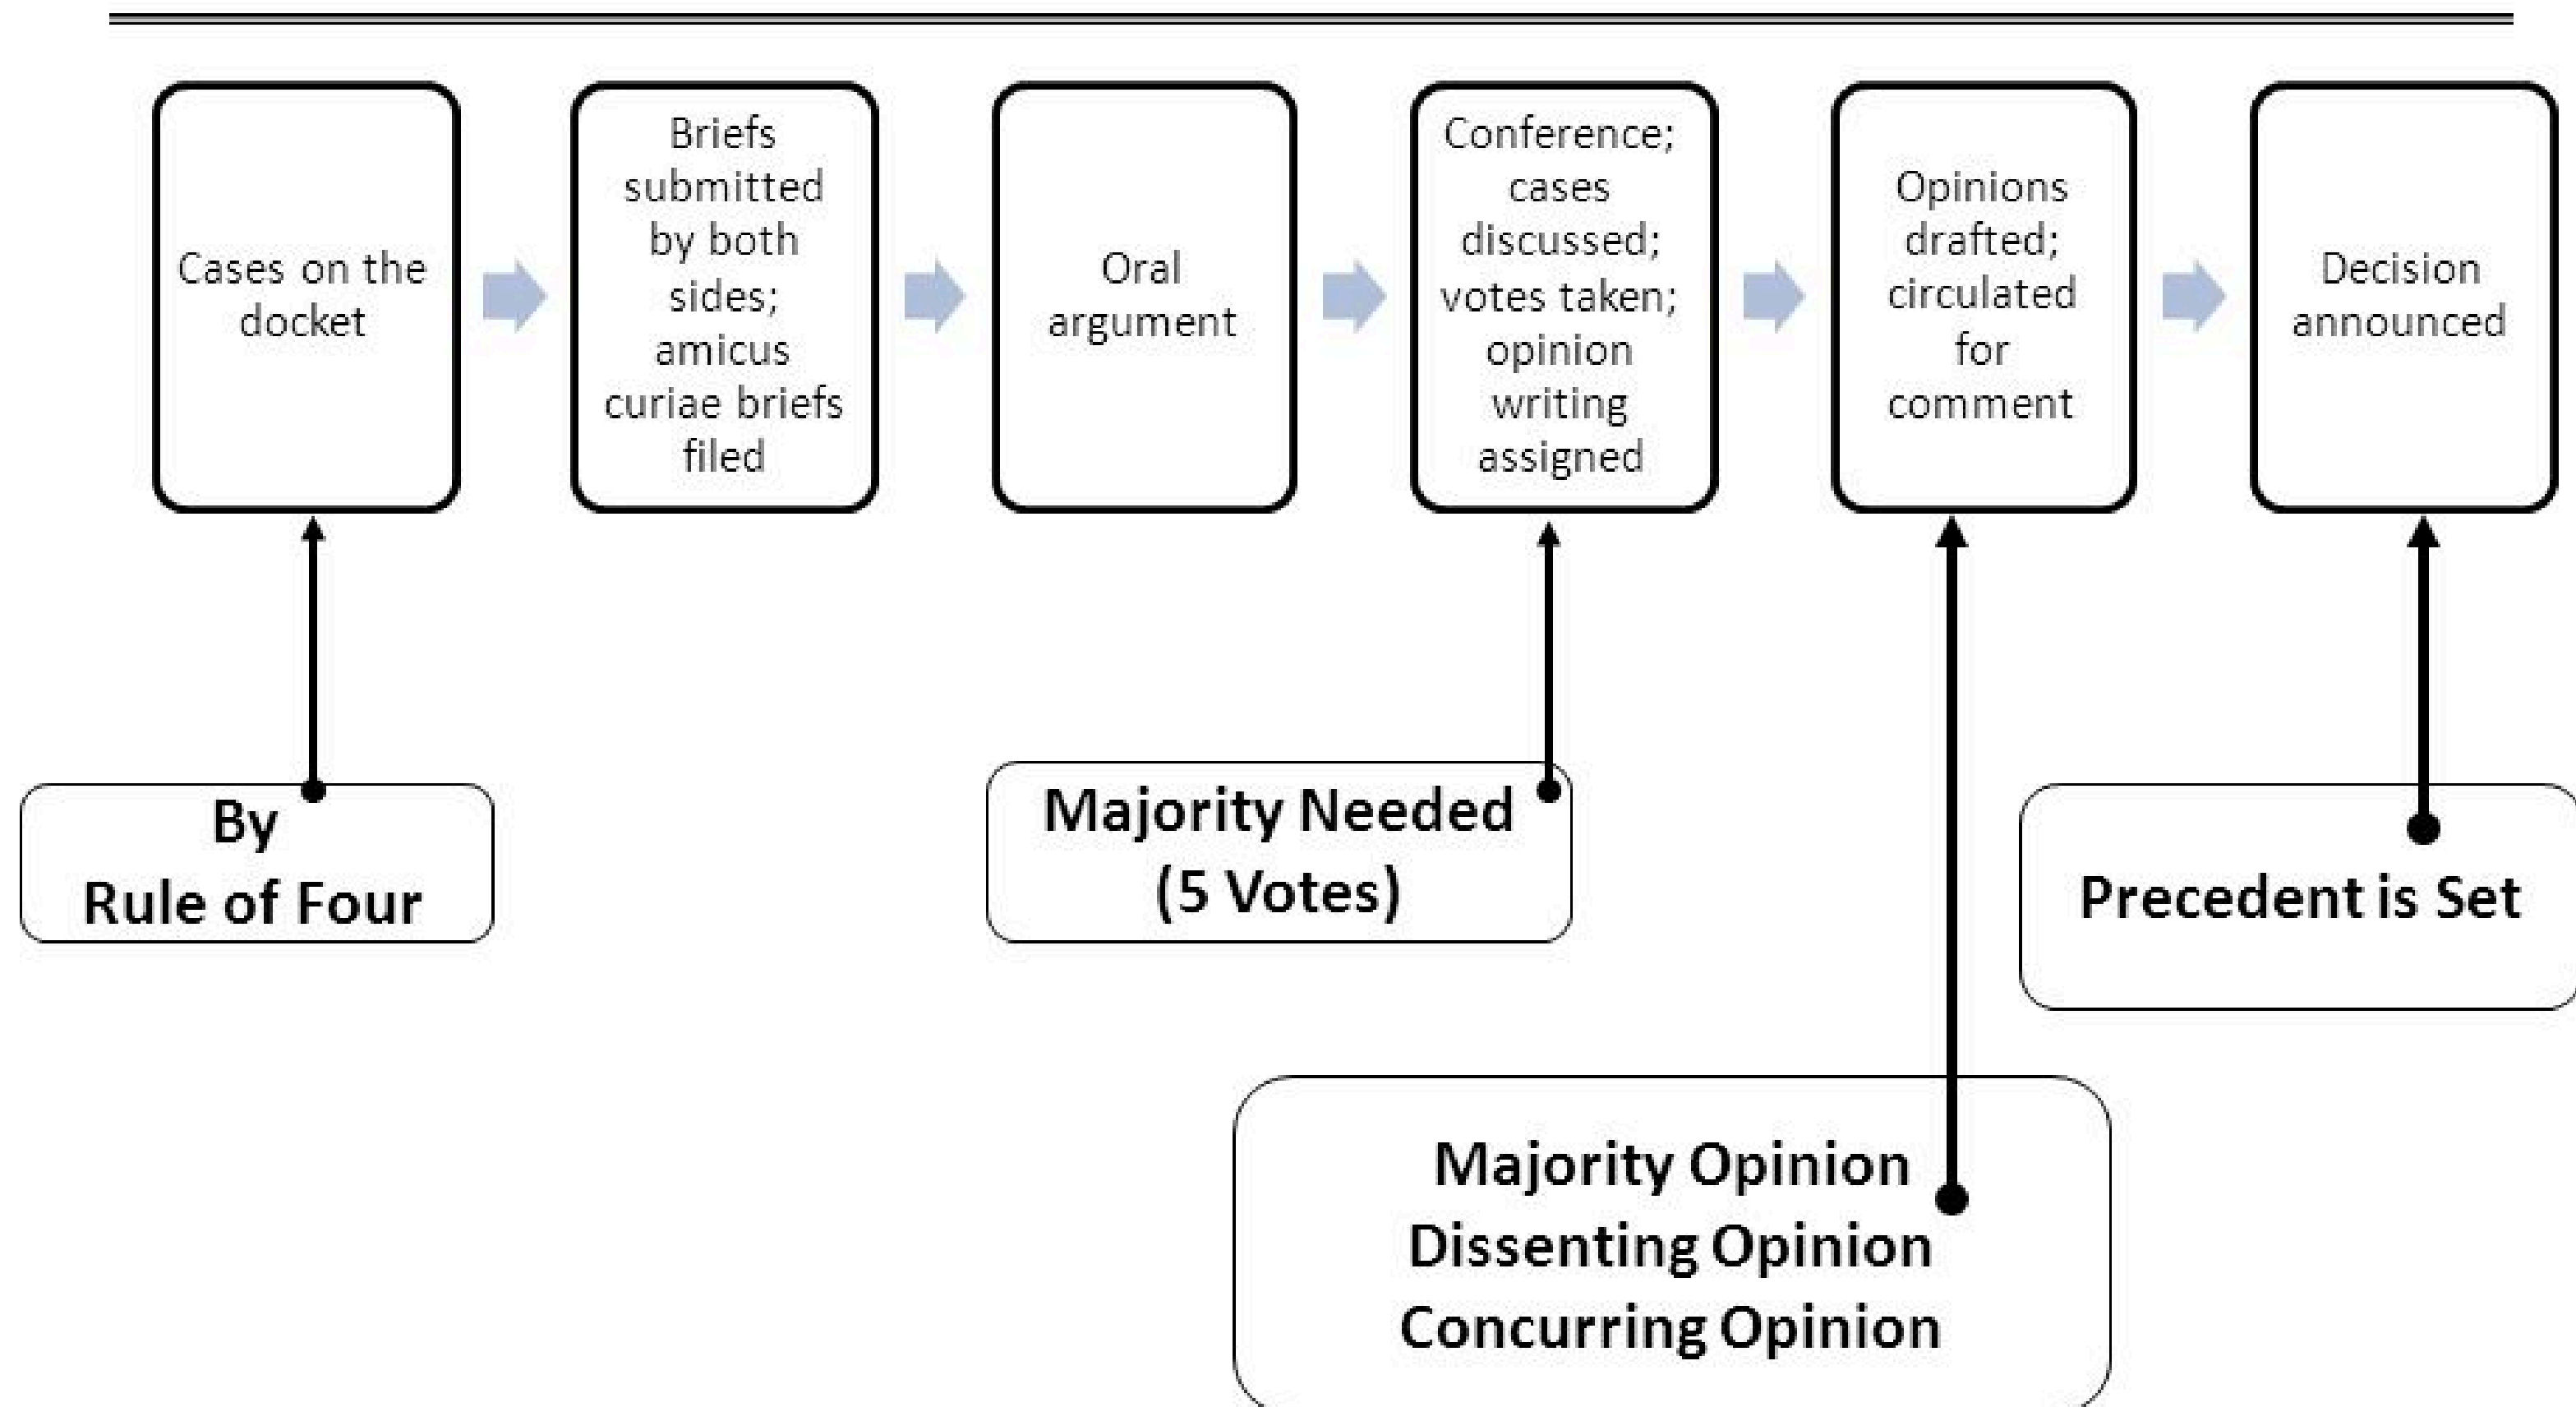 Cases on the
docket
Briefs
submitted
by both
sides;
amicus
curiae briefs
filed
Oral
argument
Conference;
cases
discussed;
votes taken;
opinion
writing
assigned
Opinions
drafted;
circulated
for
comment
Decision
announced
By
Rule of Four
Majority Needed
(5 Votes)
Precedent is Set
Majority Opinion
Dissenting Opinion
Concurring Opinion